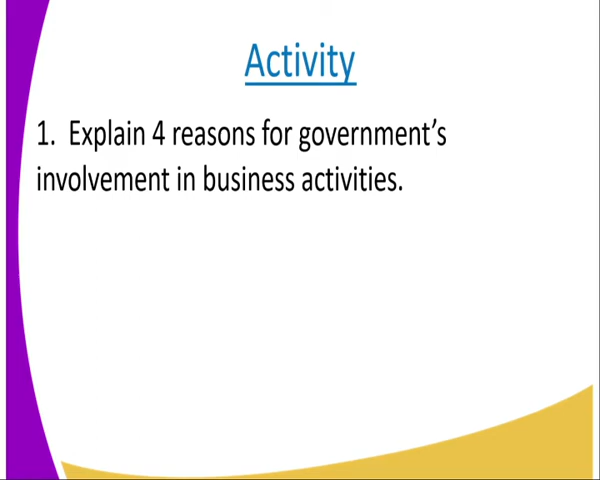 Activity
1. Explain 4 reasons for government’s
involvement in business activities.